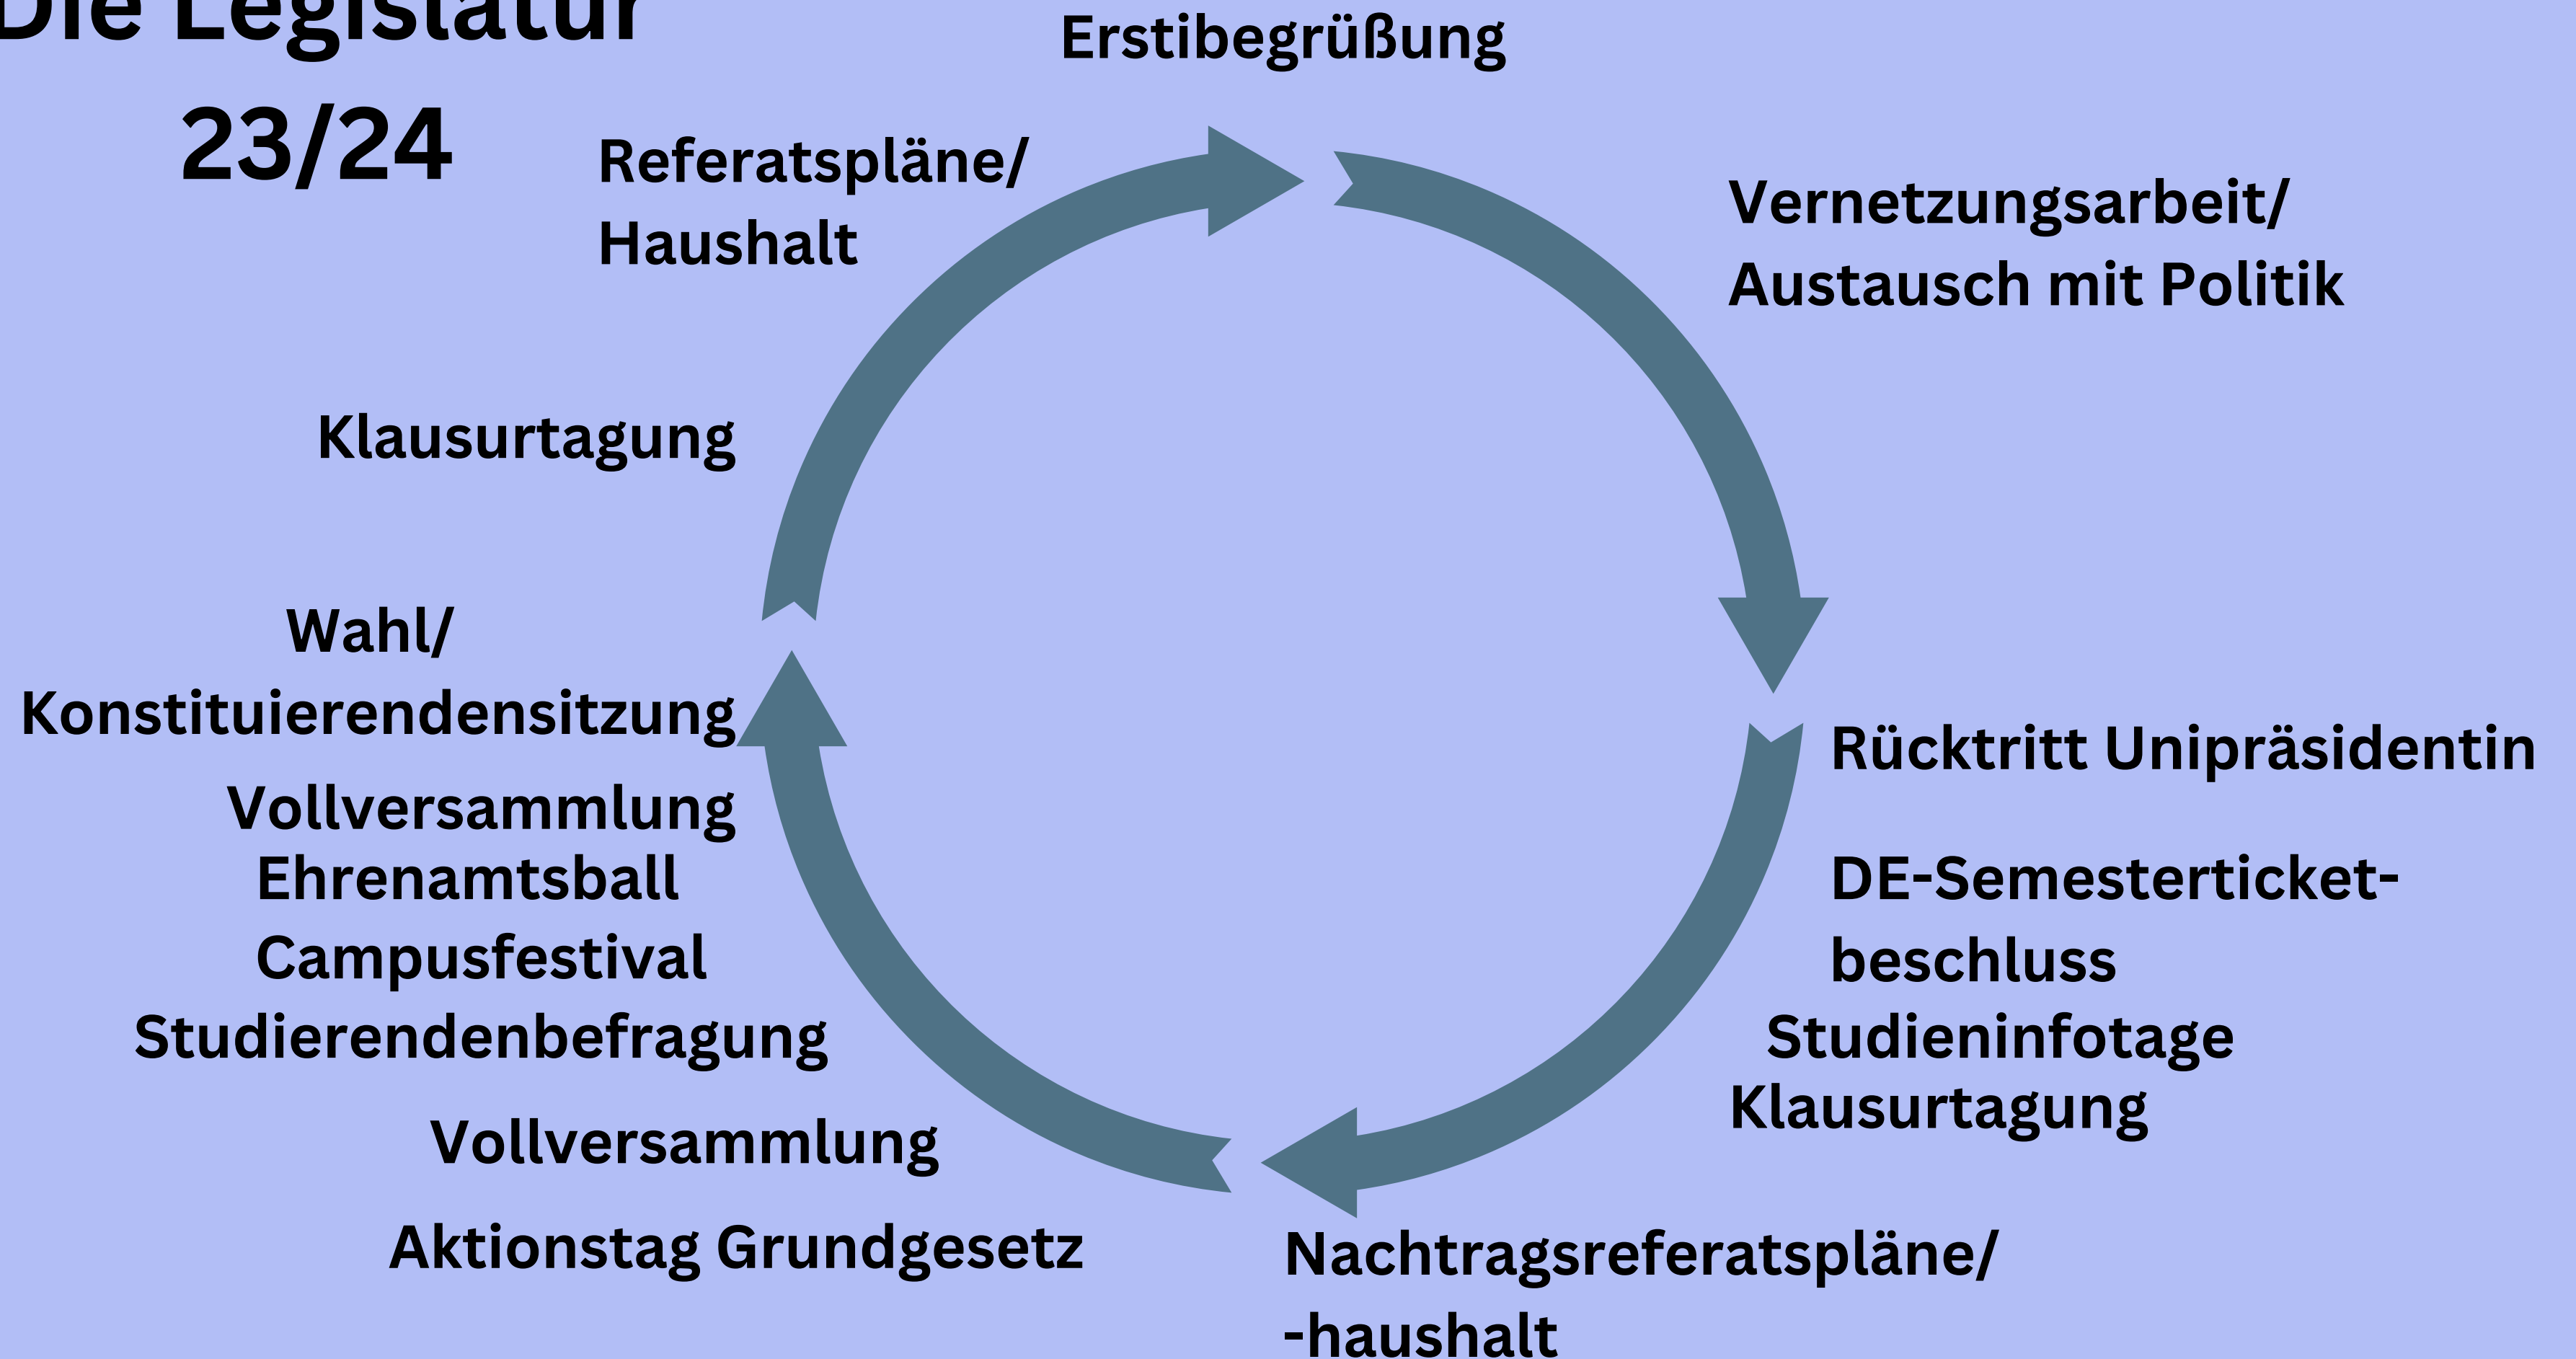 Die Legislatur
23/24
Erstibegrüßung
Referatspläne/
Haushalt
Vernetzungsarbeit/
Austausch mit Politik
Klausurtagung
Wahl/
Konstituierendensitzung
Rücktritt Unipräsidentin
Vollversammlung
Ehrenamtsball
DE-Semesterticket-
beschluss
Campusfestival
Studierendenbefragung
Studieninfotage
Klausurtagung
Vollversammlung
Aktionstag Grundgesetz
Nachtragsreferatspläne/
-haushalt